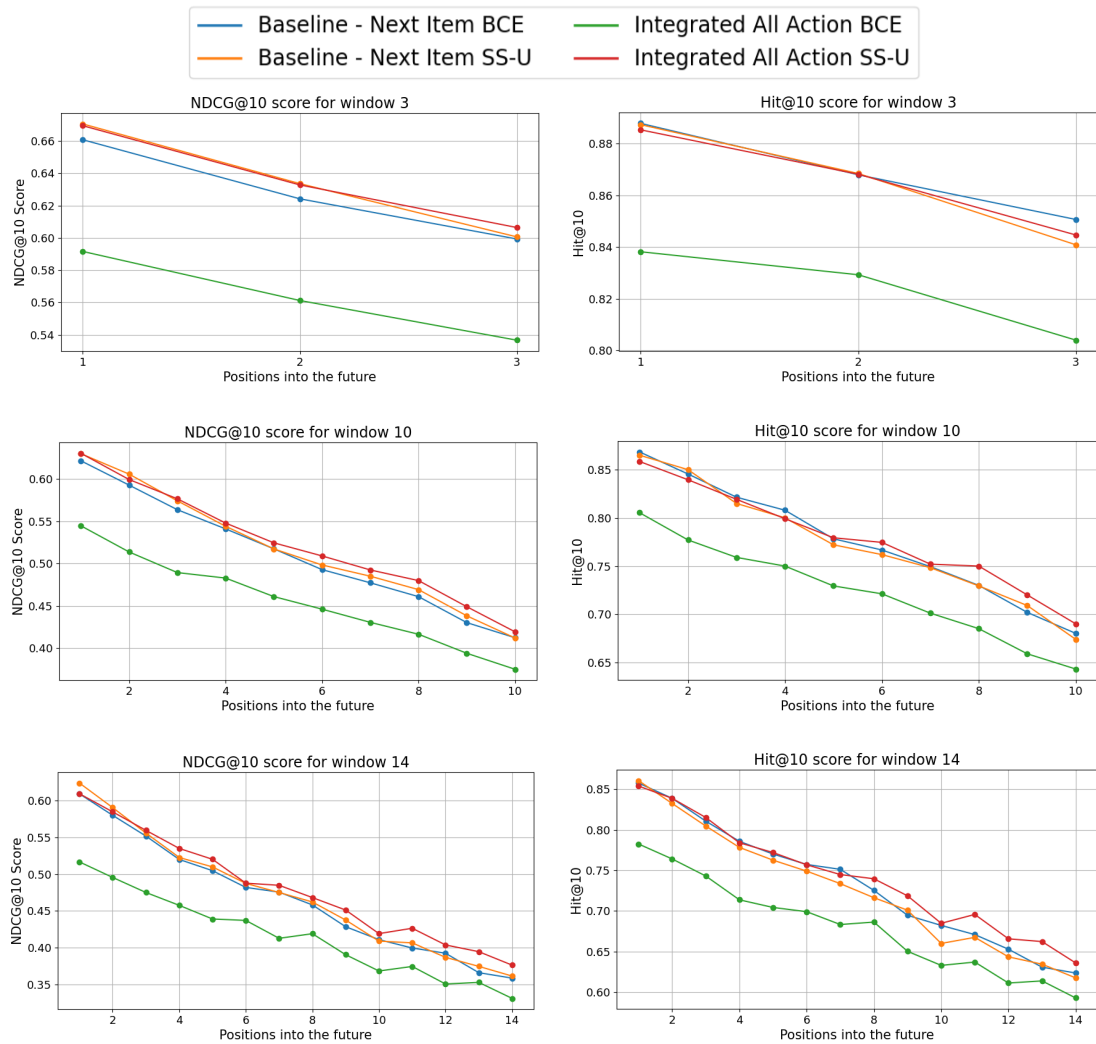 Baseline - Next Item BCE
Integrated All Action BCE
Baseline - Next Item SS-U
Integrated All Action SS-U
NDCG@10 score for window 3
NDCG@10 Score
0.66
0.64
0.62
0.60
0.58
0.56
0.54
1 2 3
Positions into the future
Hit@10 score for window 3
Hit@10
0.88
0.86
0.84
0.82
0.80
1 2 3
Positions into the future
NDCG@10 score for window 10
NDCG@10 Score
0.60
0.55
0.50
0.45
0.40
2 4 6 8 10
Positions into the future
Hit@10 score for window 10
Hit@10
0.85
0.80
0.75
0.70
0.65
2 4 6 8 10
Positions into the future
NDCG@10 score for window 14
NDCG@10 Score
0.60
0.55
0.50
0.45
0.40
0.35
2 4 6 8 10 12 14
Positions into the future
Hit@10 score for window 14
Hit@10
0.85
0.80
0.75
0.70
0.65
0.60
2 4 6 8 10 12 14
Positions into the future